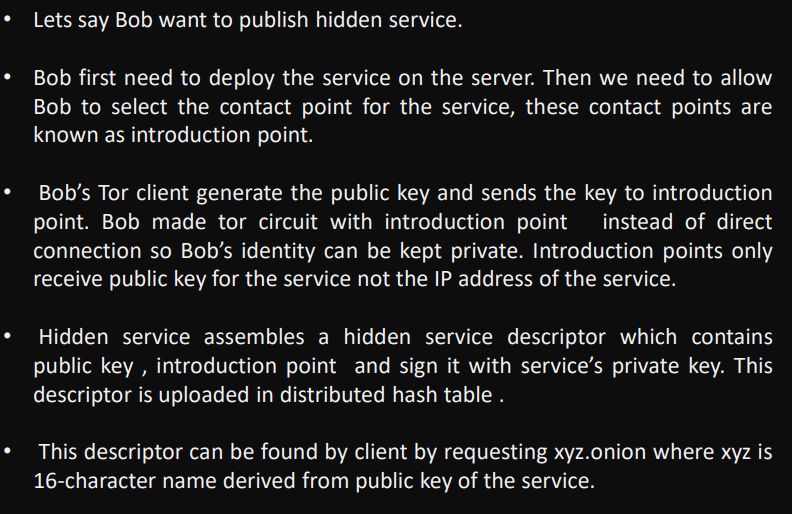 • Lets say Bob want to publish hidden service.
• Bob first need to deploy the service on the server. Then we need to allow
Bob to select the contact point for the service, these contact points are
known as introduction point.
• Bob's Tor client generate the public key and sends the key to introduction
point. Bob made tor circuit with introduction point instead of direct
connection so Bob's identity can be kept private. Introduction points only
receive public key for the service not the IP address of the service.
• Hidden service assembles a hidden service descriptor which contains
public key , introduction point and sign it with service's private key. This
descriptor is uploaded in distributed hash table .
• This descriptor can be found by client by requesting xyz.onion where xyz is
16-character name derived from public key of the service.